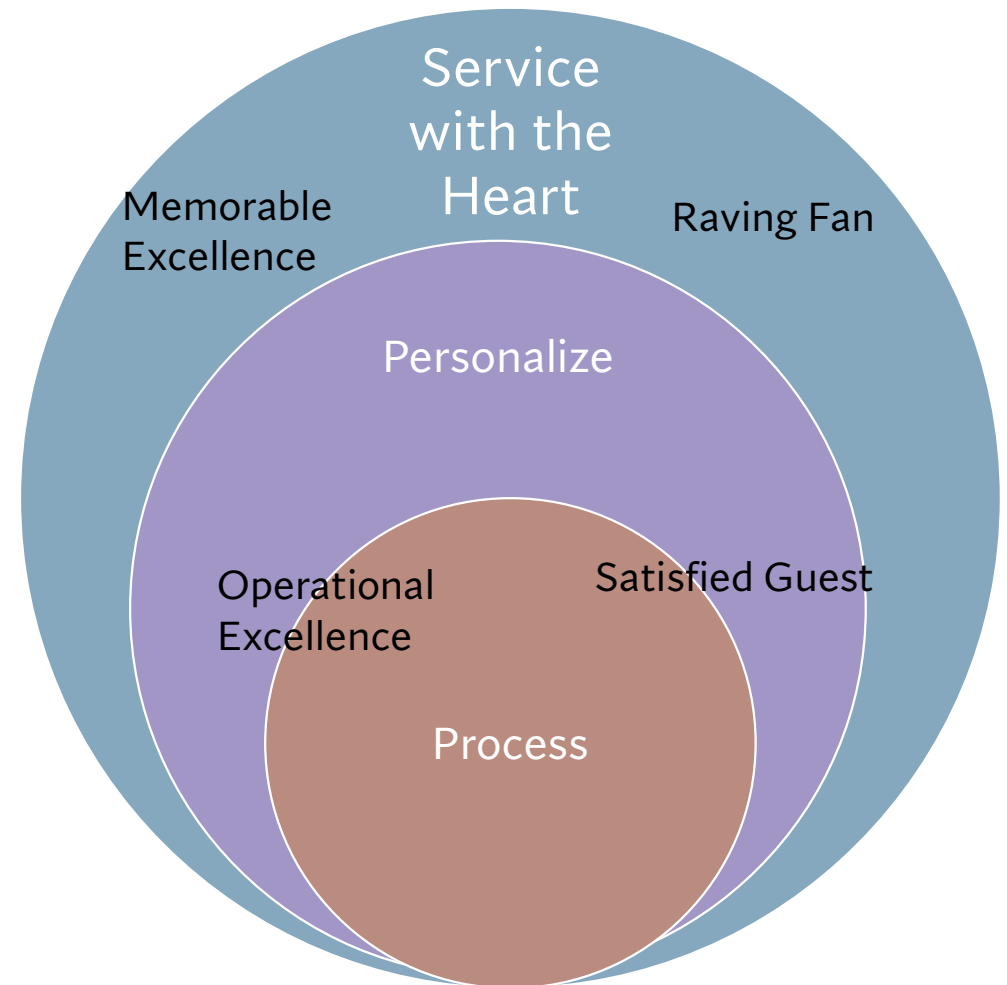 Service
with the
Heart
Memorable
Excellence
Raving Fan
Personalize
Operational
Excellence
Satisfied Guest
Process